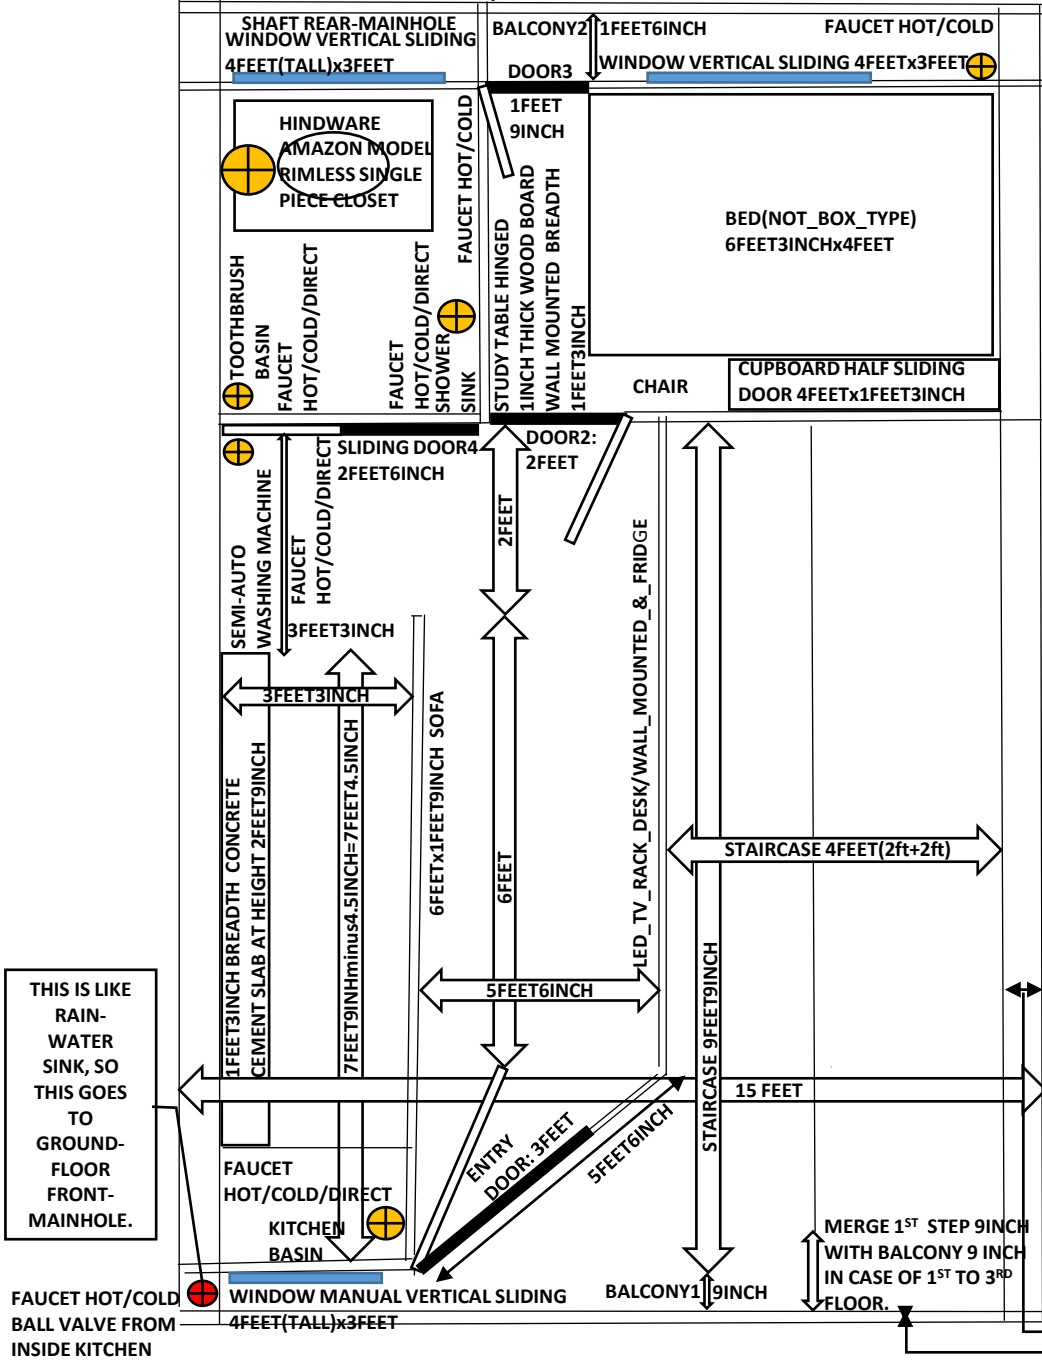 SHAFT REAR-MAINHOLE
WINDOW VERTICAL SLIDING
4FEET(TALL)x3FEET
BALCONY2
1FEET6INCH
FAUCET HOT/COLD
WINDOW VERTICAL SLIDING 4FEETx3FEET
DOOR3
1FEET
9INCH
HINDWARE
AMAZON MODEL
RIMLESS SINGLE
PIECE CLOSET
FAUCET HOT/COLD
STUDY TABLE HINGED
1INCH THICK WOOD BOARD
WALL MOUNTED BREADTH
1FEET3INCH
BED(NOT_BOX_TYPE)
6FEET3INCHx4FEET
TOOTHBRUSH
BASIN
FAUCET
HOT/COLD/DIRECT
FAUCET
HOT/COLD/DIRECT
SHOWER
SINK
CHAIR
CUPBOARD HALF SLIDING
DOOR 4FEETx1FEET3INCH
SLIDING DOOR4
2FEET6INCH
DOOR2:
2FEET
SEMI-AUTO
WASHING MACHINE
FAUCET
HOT/COLD/DIRECT
2FEET
3FEET3INCH
3FEET3INCH
LED_TV_RACK_DESK/WALL_MOUNTED_&_FRIDGE
1FEET3INCH BREADTH CONCRETE
CEMENT SLAB AT HEIGHT 2FEET9INCH
7FEET9INHminus4.5INCH=7FEET4.5INCH
6FEETx1FEET9INCH SOFA
6FEET
STAIRCASE 4FEET(2ft+2ft)
STAIRCASE 9FEET9INCH
5FEET6INCH
15 FEET
THIS IS LIKE
RAIN-
WATER
SINK, SO
THIS GOES
TO
GROUND-
FLOOR
FRONT-
MAINHOLE.
ENTRY
DOOR: 3FEET
5FEET6INCH
FAUCET
HOT/COLD/DIRECT
KITCHEN
BASIN
MERGE 1ST STEP 9INCH
WITH BALCONY 9 INCH
IN CASE OF 1ST TO 3RD
FLOOR.
BALCONY1
9INCH
WINDOW MANUAL VERTICAL SLIDING
4FEET(TALL)x3FEET
FAUCET HOT/COLD
BALL VALVE FROM
INSIDE KITCHEN